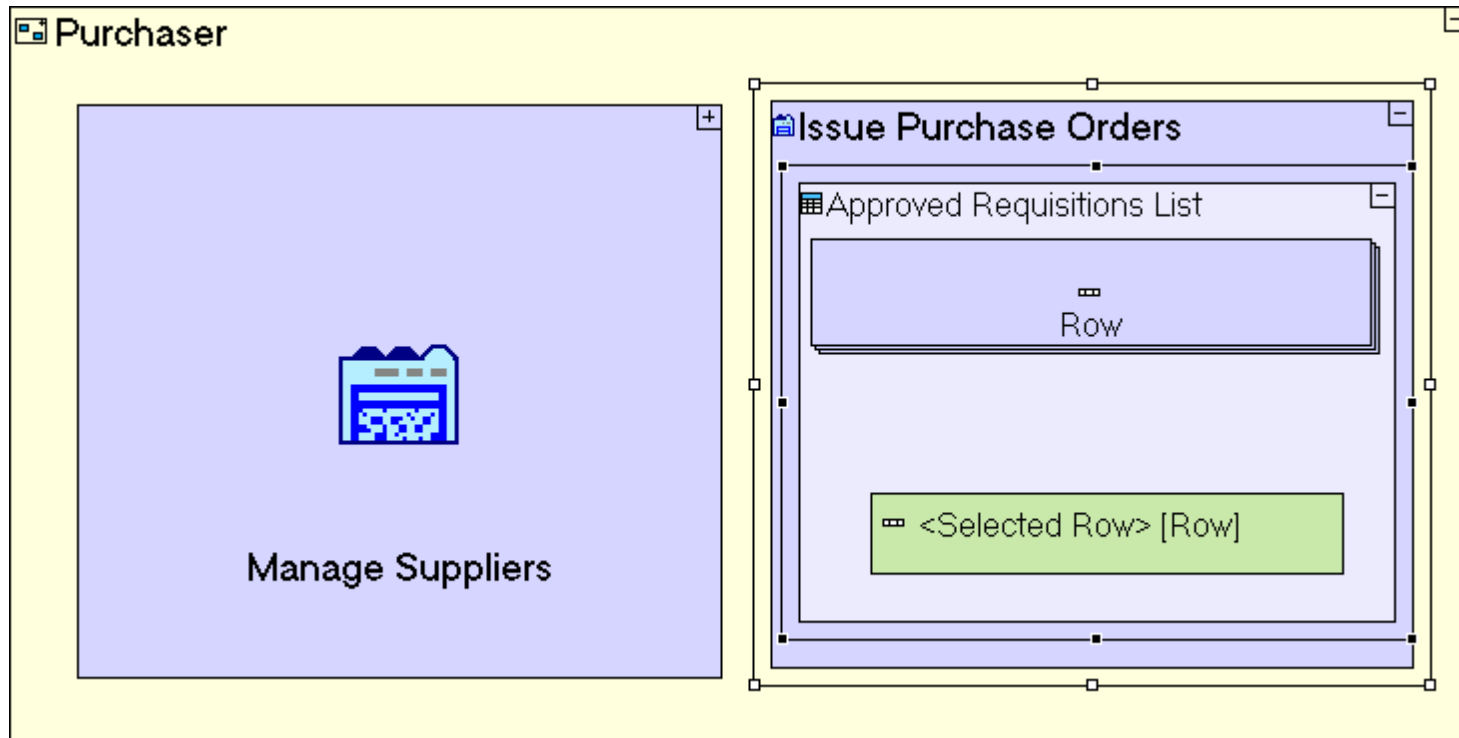 Purchaser
Manage Suppliers
Issue Purchase Orders
Approved Requisitions List
Row
<Selected Row> [Row]